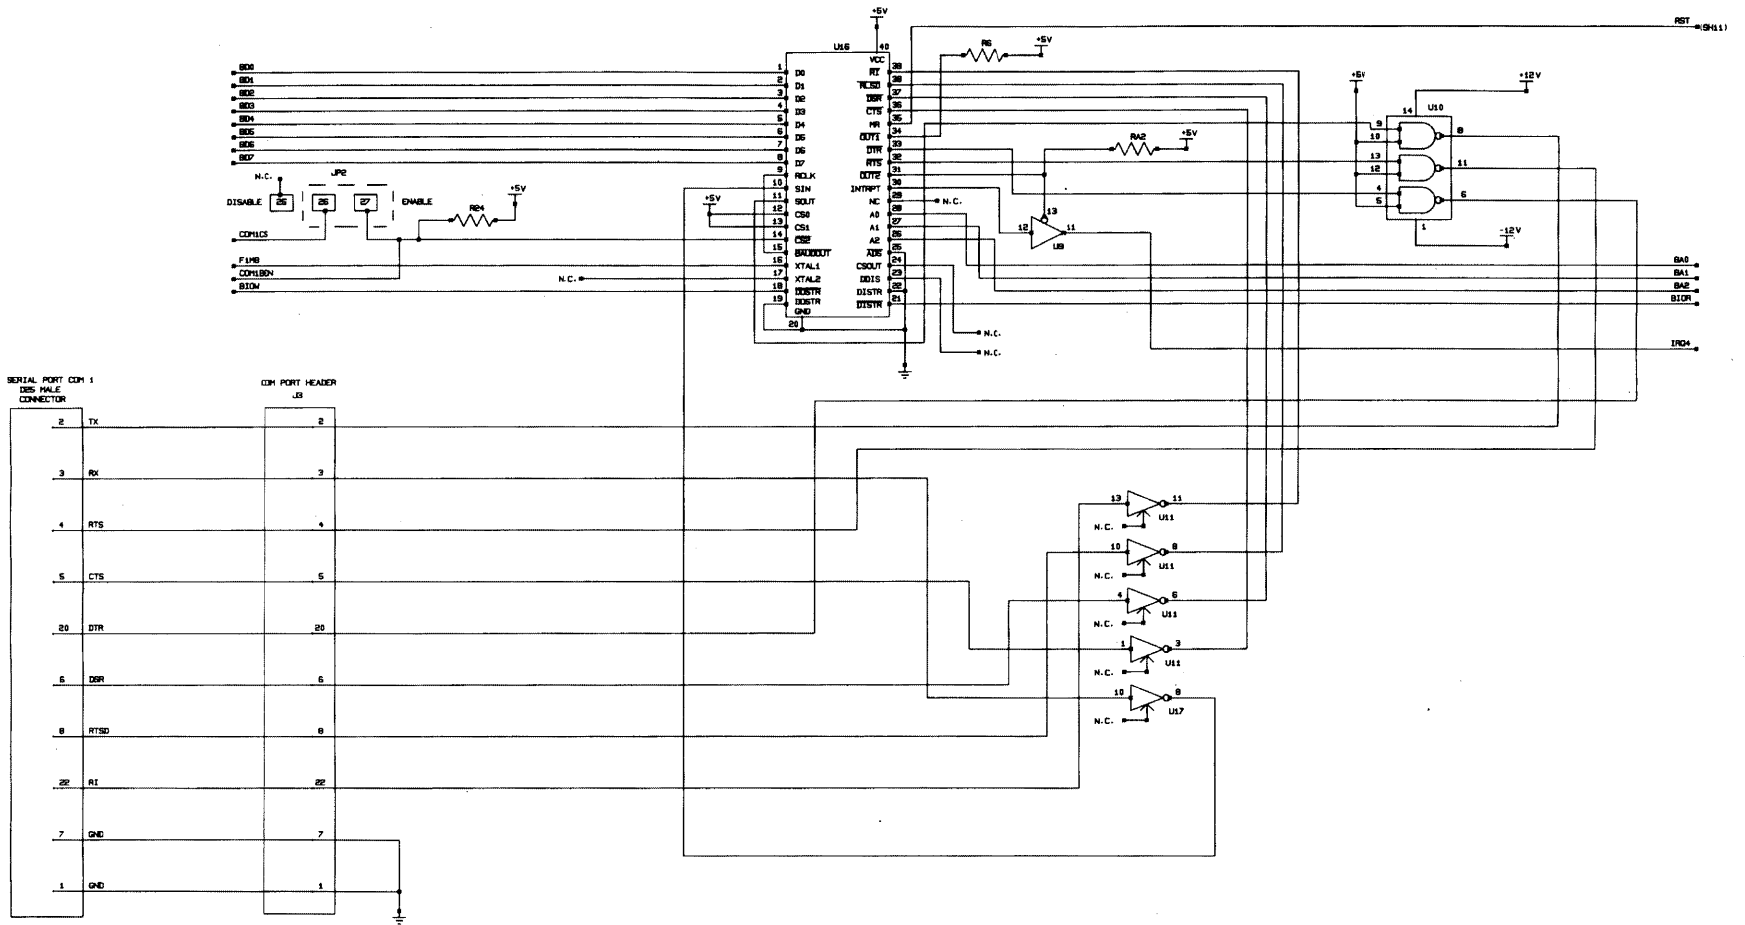 +5V
RST (SH11)
U16 40
R6 +5V
VCC
BD0 1 D0 RI 39
BD1 2 D1 RLSD 38
BD2 3 D2 DSR 37
BD3 4 D3 CTS 36
BD4 5 D4 MR 35
BD5 6 D5 OUT1 34
BD6 7 D6 DTR 33
BD7 8 D7 RTS 32
9 RCLK OUT2 31
10 SIN INTRPT 30
11 SOUT NC 29 N.C.
12 CS0 A0 28
13 CS1 A1 27
14 CS2 A2 26
15 BAUDOUT ADS 25
16 XTAL1 CSOUT 24
17 XTAL2 DDIS 23
18 DOSTR DISTR 22
19 DOSTR DISTR 21
GND
20
+5V
N.C. JP2
DISABLE 25 26 27 ENABLE
R24 +5V
COM1CS
F1M8
COM1BEN
BIOW
N.C.
+5V
RA2 +5V
13
12 11
U9
N.C.
N.C.
+5V +12V
14 U10
9 8
10
13 11
12
4 6
5
1 -12V
BA0
BA1
BA2
BIOR
IRQ4
SERIAL PORT COM 1
D25 MALE
CONNECTOR
COM PORT HEADER
J3
2 TX 2
3 RX 3
4 RTS 4
5 CTS 5
20 DTR 20
6 DSR 6
8 RTSD 8
22 RI 22
7 GND 7
1 GND 1
13 11
N.C. U11
10 8
N.C. U11
4 6
N.C. U11
1 3
N.C. U11
10 8
N.C. U17